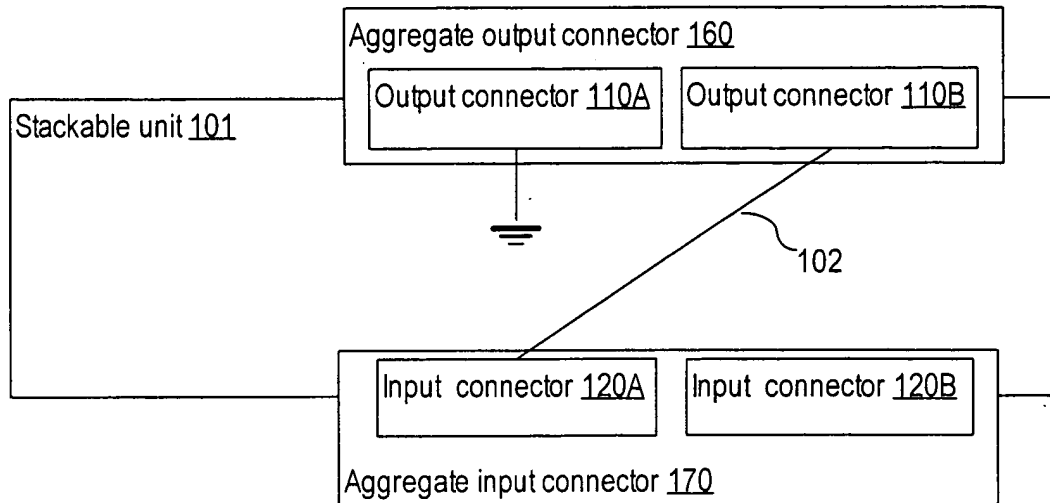 Aggregate output connector 160
Output connector 110A
Output connector 110B
Stackable unit 101
102
Input connector 120A
Input connector 120B
Aggregate input connector 170